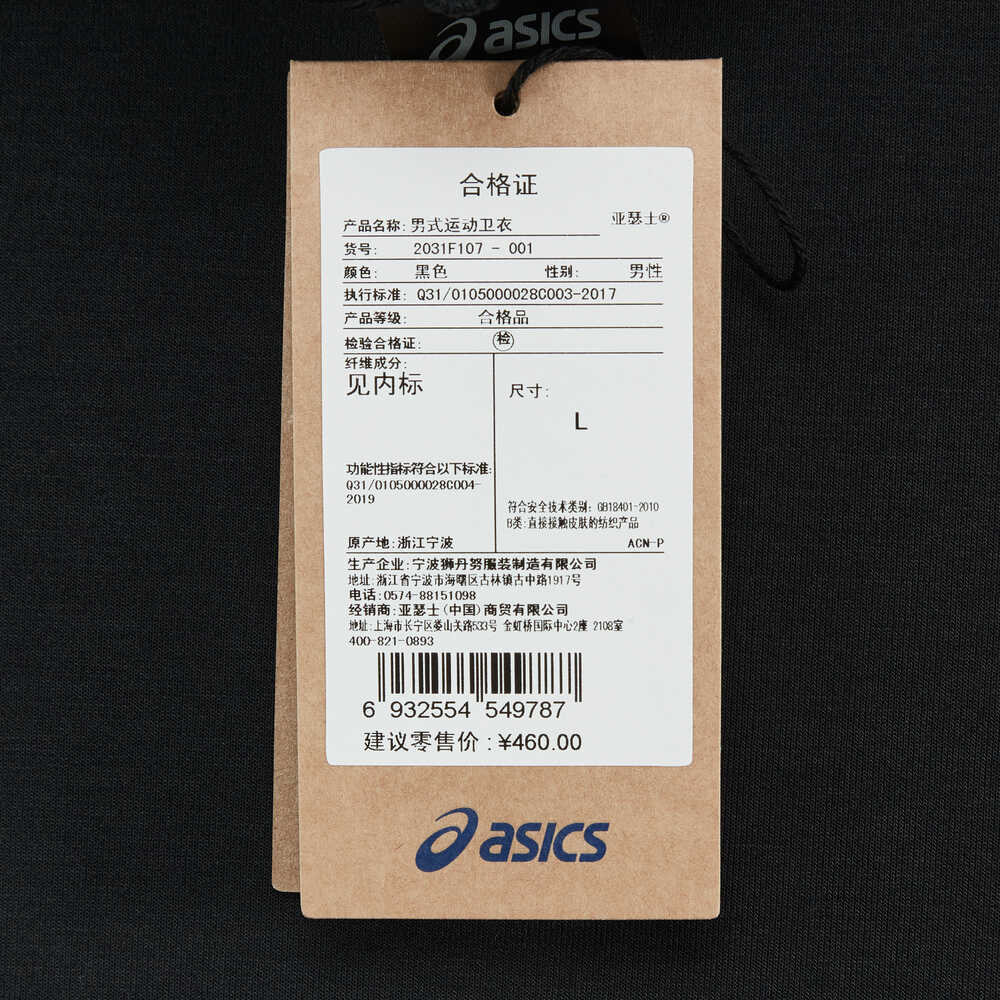 asics
合格证
产品名称: 男式运动卫衣 亚瑟士®
货号: 2031F107 - 001
颜色: 黑色 性别: 男性
执行标准: Q31/0105000028C003-2017
产品等级: 合格品
检验合格证: 检
纤维成分:
见内标
尺寸:
L
功能性指标符合以下标准:
Q31/0105000028C004-
2019
符合安全技术类别: GB18401-2010
B类:直接接触皮肤的纺织产品
原产地:浙江宁波 ACN-P
生产企业:宁波狮丹努服装制造有限公司
地址:浙江省宁波市海曙区古林镇古中路1917号
电话:0574-88151098
经销商:亚瑟士(中国)商贸有限公司
地址:上海市长宁区娄山关路533号 金虹桥国际中心2座 2108室
400-821-0893
6 932554 549787
建议零售价:¥460.00
asics